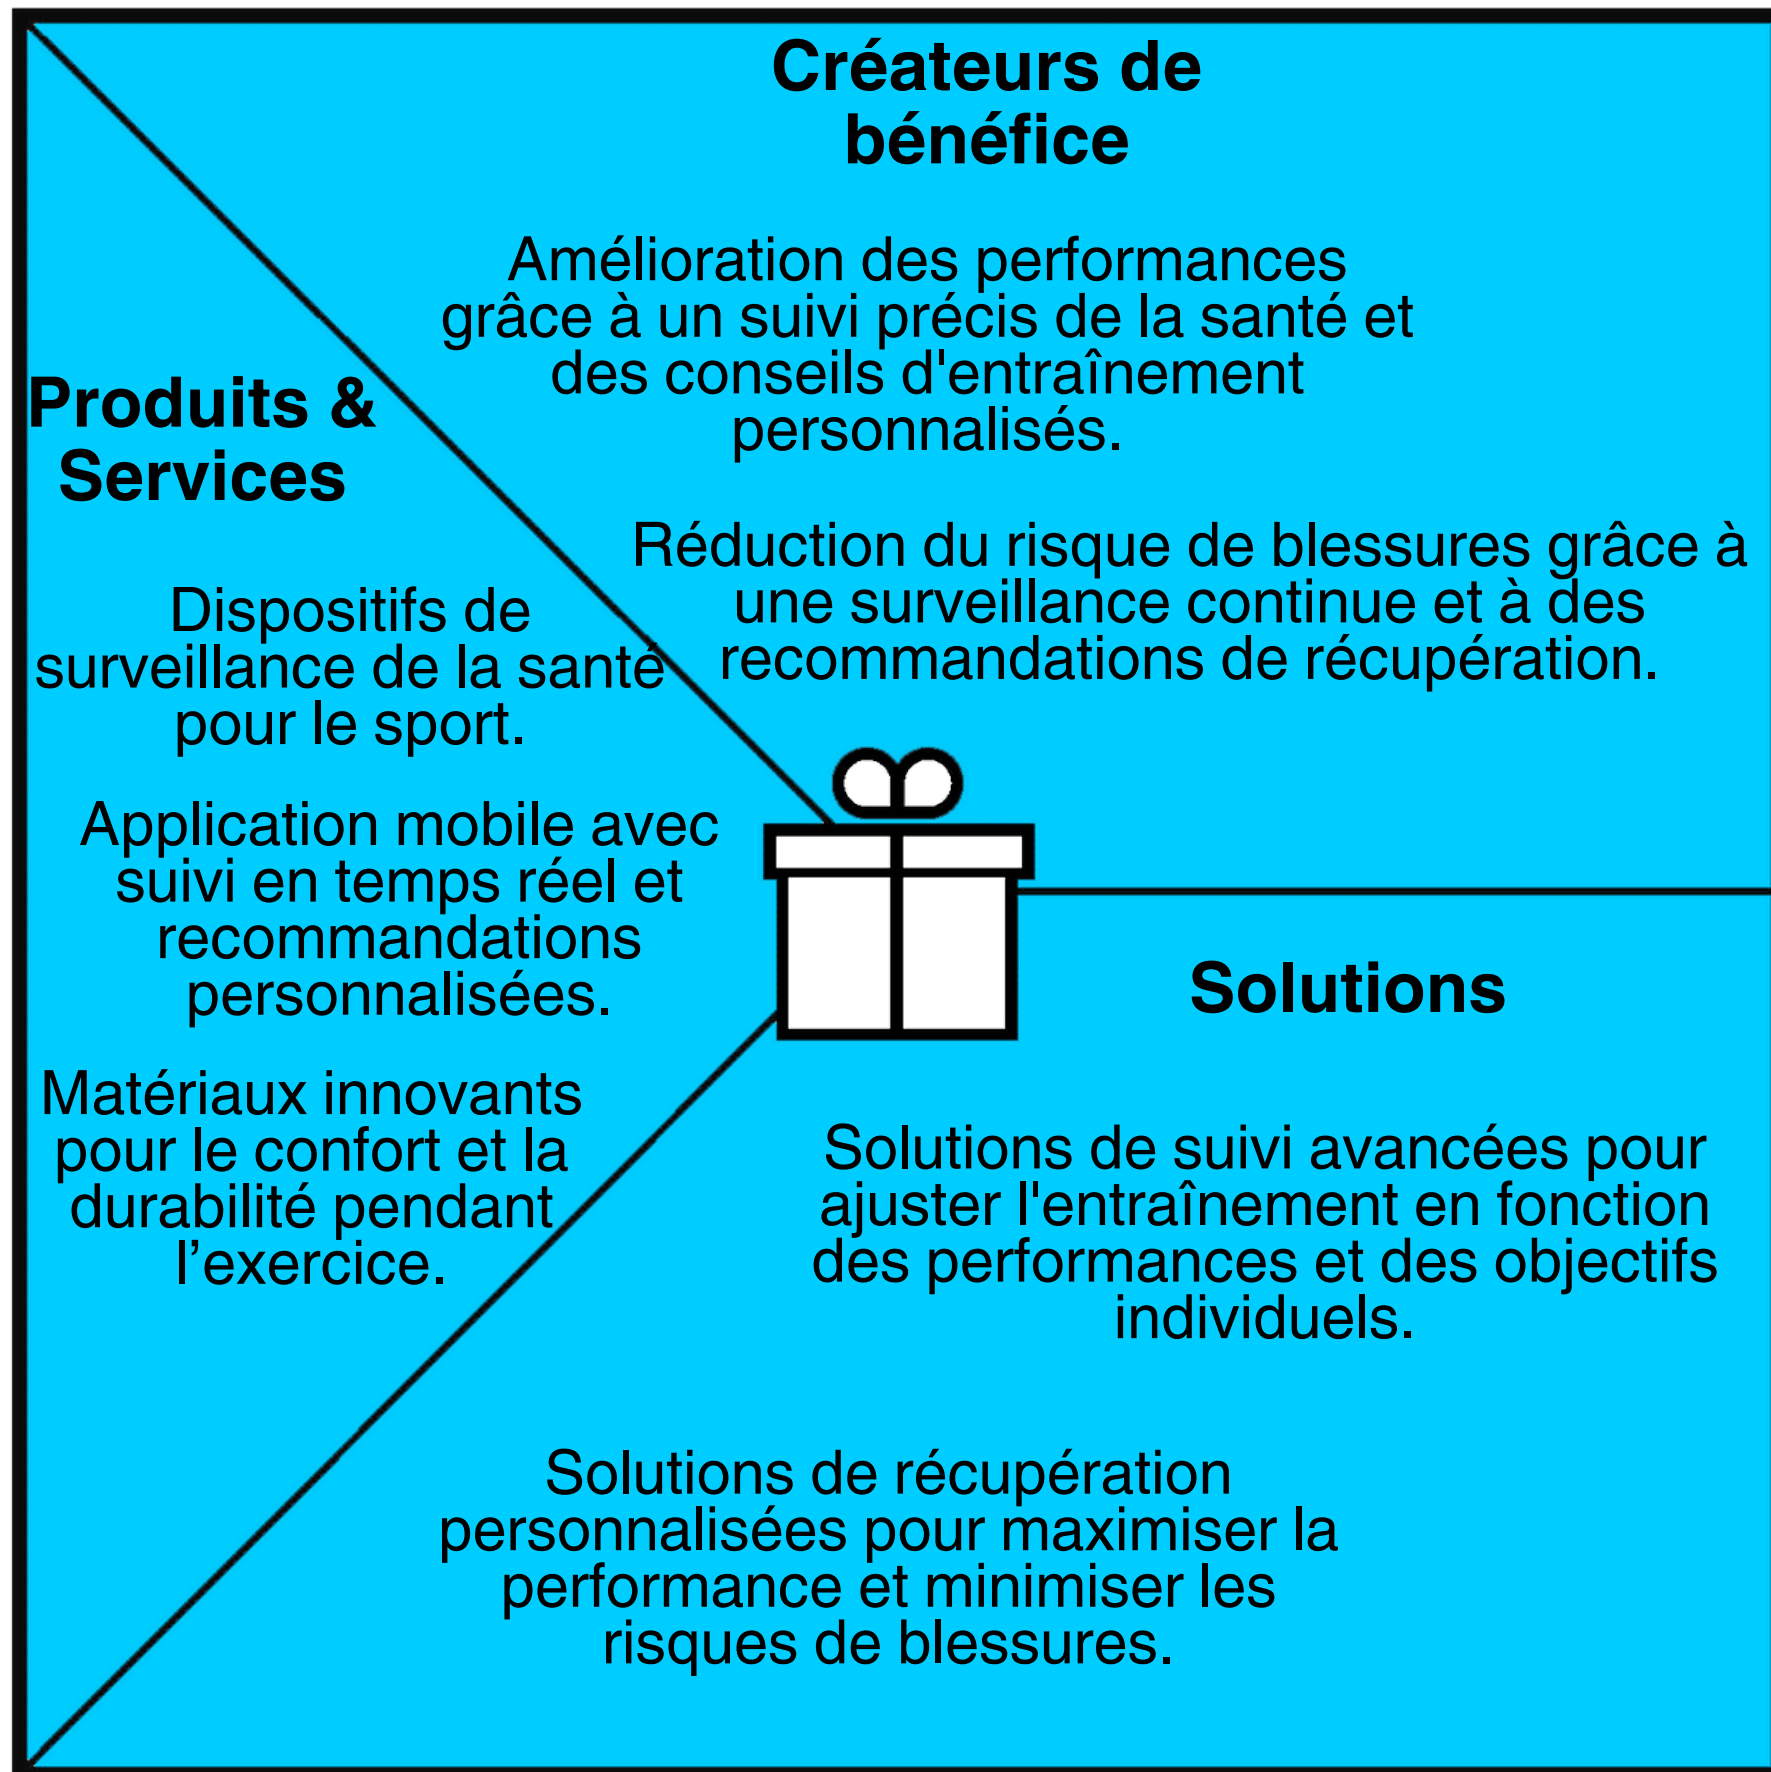 Créateurs de
bénéfice
Amélioration des performances
grâce à un suivi précis de la santé et
des conseils d'entraînement
personnalisés.
Réduction du risque de blessures grâce à
une surveillance continue et à des
recommandations de récupération.
Produits &
Services
Dispositifs de
surveillance de la santé
pour le sport.
Application mobile avec
suivi en temps réel et
recommandations
personnalisées.
Matériaux innovants
pour le confort et la
durabilité pendant
l’exercice.
Solutions
Solutions de suivi avancées pour
ajuster l'entraînement en fonction
des performances et des objectifs
individuels.
Solutions de récupération
personnalisées pour maximiser la
performance et minimiser les
risques de blessures.